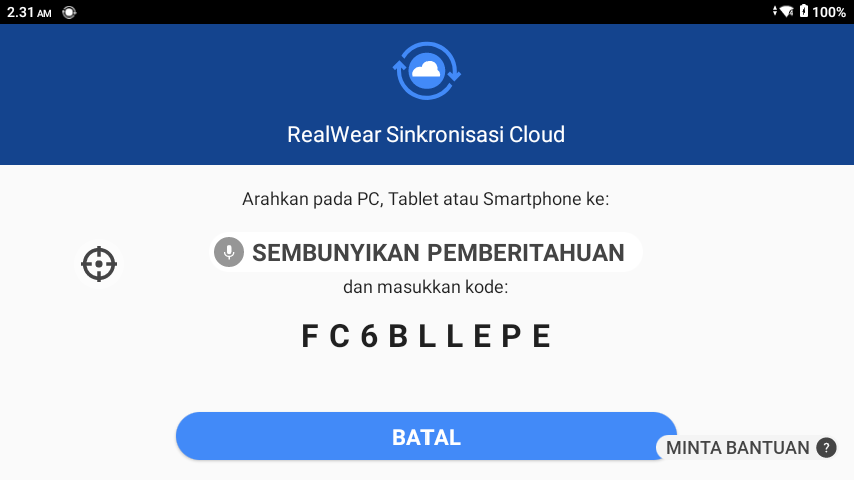 2.31 AM 100%
RealWear Sinkronisasi Cloud
Arahkan pada PC, Tablet atau Smartphone ke:
SEMBUNYIKAN PEMBERITAHUAN
dan masukkan kode:
FC6BLLEPE
BATAL
MINTA BANTUAN ?